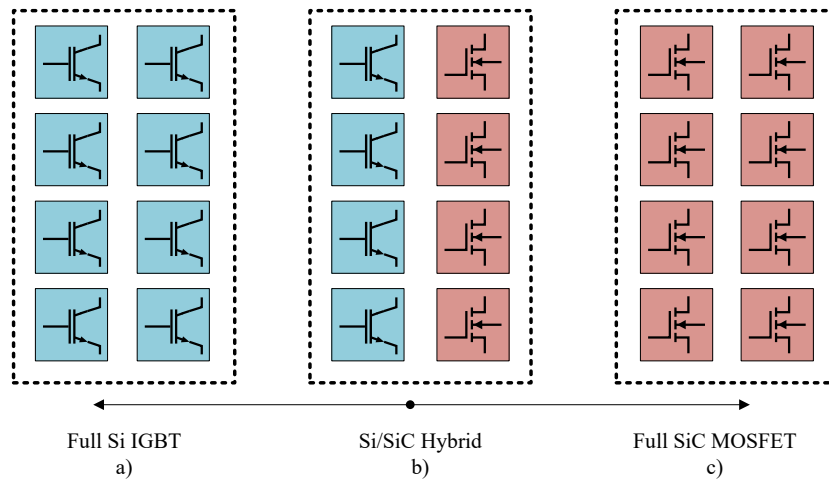 Full Si IGBT
a)
Si/SiC Hybrid
b)
Full SiC MOSFET
c)